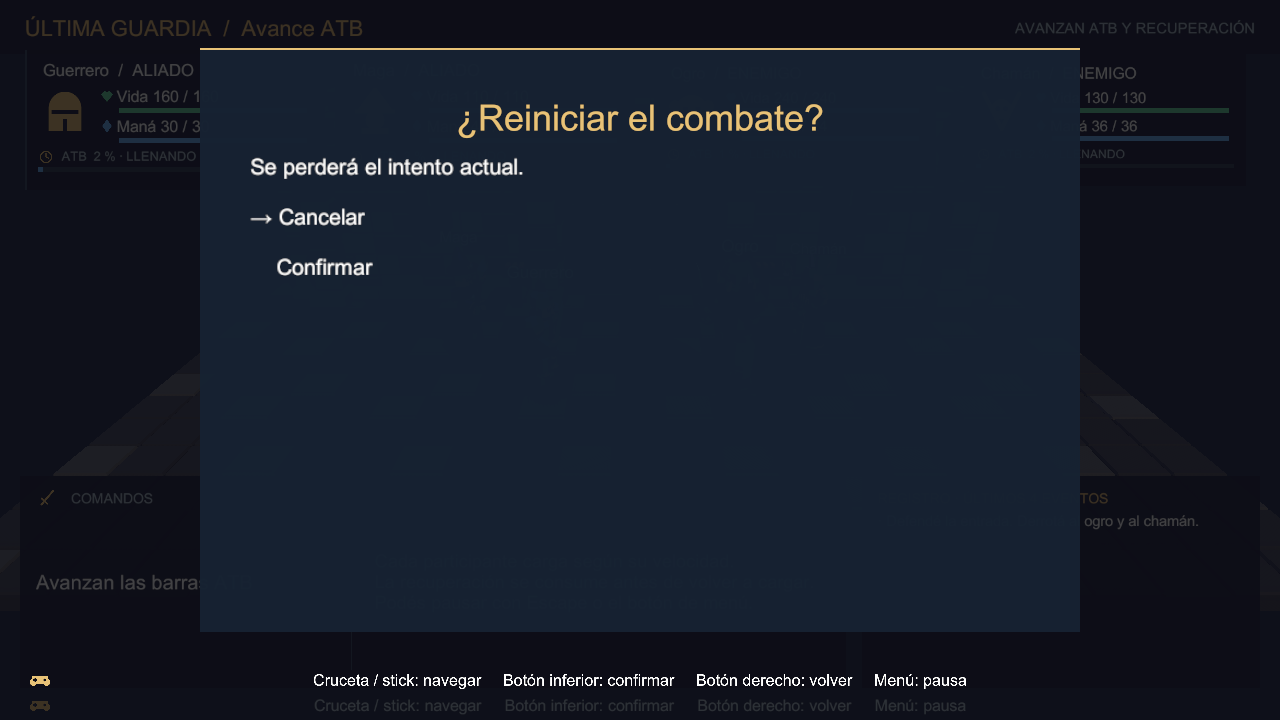 ÚLTIMA GUARDIA / Avance ATB
AVANZAN ATB Y RECUPERACIÓN
Guerrero / ALIADO
Vida 160 / 1
Maná 30 / 3
ATB 2 % · LLENANDO
NEMIGO
130 / 130
á 36 / 36
NANDO
¿Reiniciar el combate?
Se perderá el intento actual.
→ Cancelar
Confirmar
COMANDOS
Avanzan las barras
TOS
ogro y al chamán.
Cruceta / stick: navegar Botón inferior: confirmar Botón derecho: volver Menú: pausa
Cruceta / stick: navegar Botón inferior: confirmar Botón derecho: volver Menú: pausa